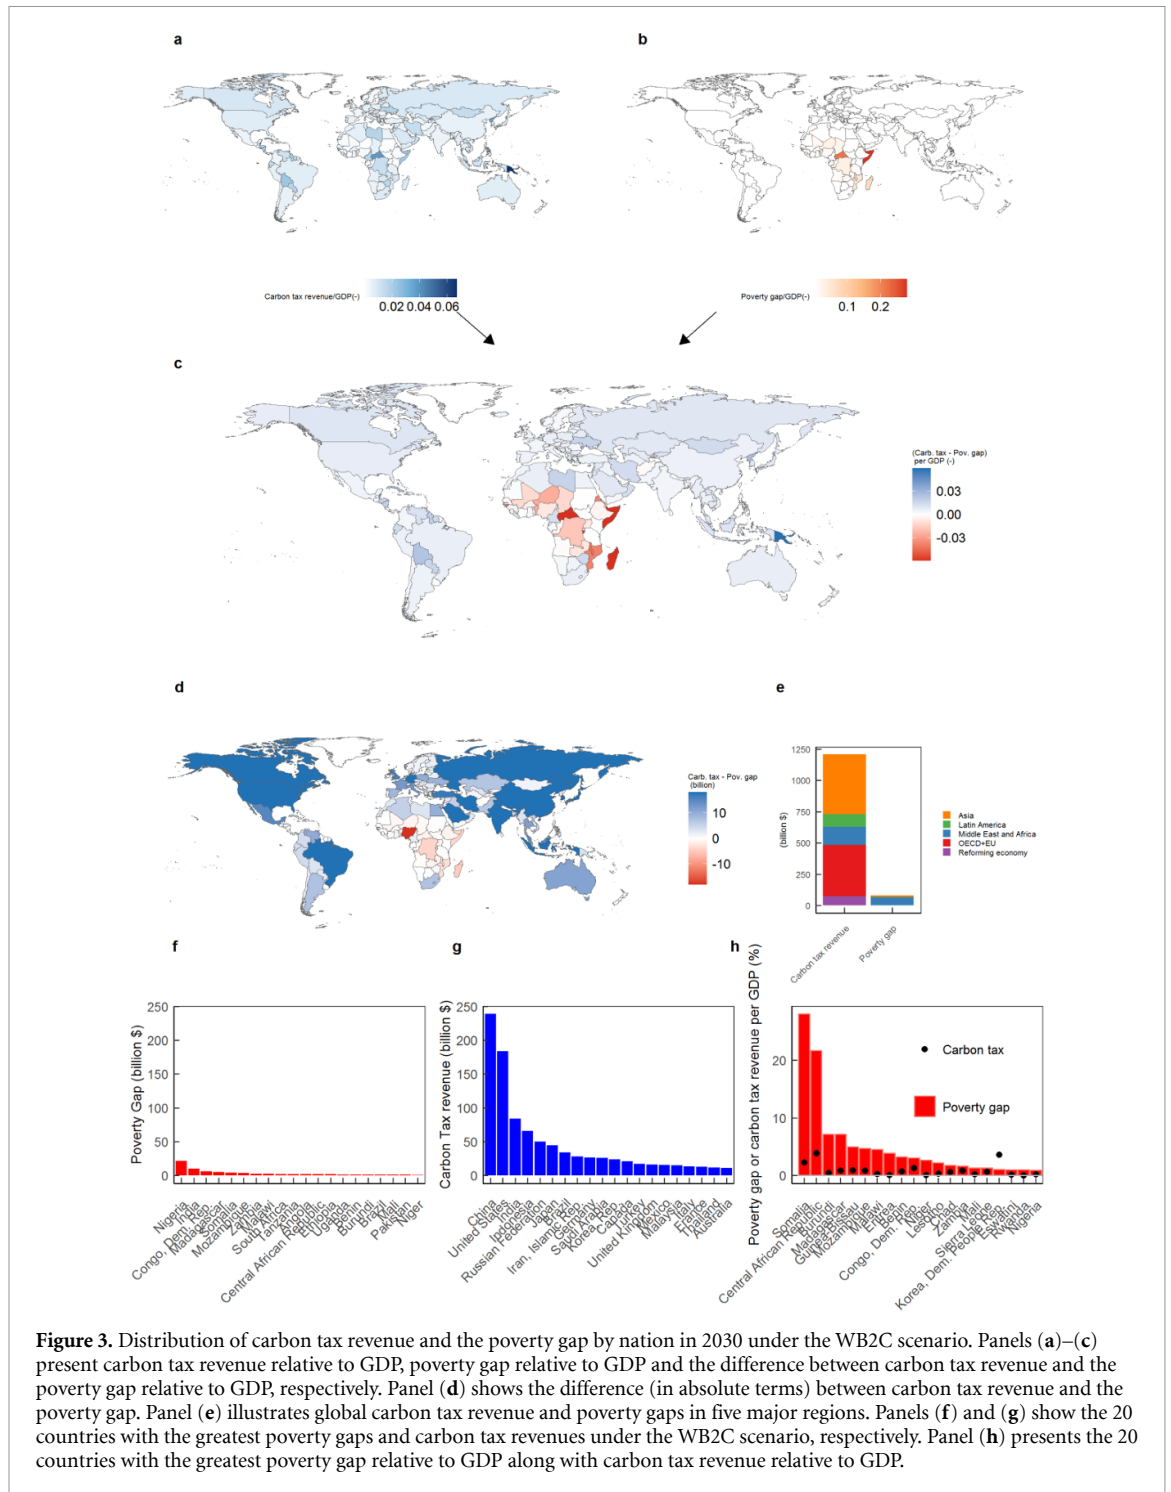 a
b
Carbon tax revenue/GDP(-)
0.02 0.04 0.06
Poverty gap/GDP(-)
0.1 0.2
c
(Carb. tax - Pov. gap)
per GDP (-)
0.03
0.00
-0.03
d
e
Carb. tax - Pov. gap
(billion)
10
0
-10
(billion $)
1250
1000
750
500
250
0
Carbon tax revenue
Poverty gap
Asia
Latin America
Middle East and Africa
OECD+EU
Reforming economy
f
g
h
Poverty Gap (billion $)
250
200
150
100
50
0
Nigeria
India
Congo, Dem. Rep.
Madagascar
Somalia
Mozambique
Malawi
Zambia
South Africa
Tanzania
Angola
Central African Republic
Ethiopia
Uganda
Benin
Burundi
Brazil
Mali
Pakistan
Niger
Carbon Tax revenue (billion $)
250
200
150
100
50
0
China
United States
India
Indonesia
Russian Federation
Japan
Brazil
Iran, Islamic Rep.
Germany
Saudi Arabia
Korea, Rep.
Canada
Turkey
United Kingdom
Mexico
Malaysia
Italy
France
Thailand
Australia
Poverty gap or carbon tax revenue per GDP (%)
20
10
0
Carbon tax
Poverty gap
Somalia
Central African Republic
Burundi
Madagascar
Guinea-Bissau
Mozambique
Malawi
Eritrea
Benin
Congo, Dem. Rep.
Niger
Lesotho
Chad
Zambia
Mali
Sierra Leone
Korea, Dem. People's Rep.
Eswatini
Rwanda
Nigeria
Figure 3. Distribution of carbon tax revenue and the poverty gap by nation in 2030 under the WB2C scenario. Panels (a)–(c)
present carbon tax revenue relative to GDP, poverty gap relative to GDP and the difference between carbon tax revenue and the
poverty gap relative to GDP, respectively. Panel (d) shows the difference (in absolute terms) between carbon tax revenue and the
poverty gap. Panel (e) illustrates global carbon tax revenue and poverty gaps in five major regions. Panels (f) and (g) show the 20
countries with the greatest poverty gaps and carbon tax revenues under the WB2C scenario, respectively. Panel (h) presents the 20
countries with the greatest poverty gap relative to GDP along with carbon tax revenue relative to GDP.